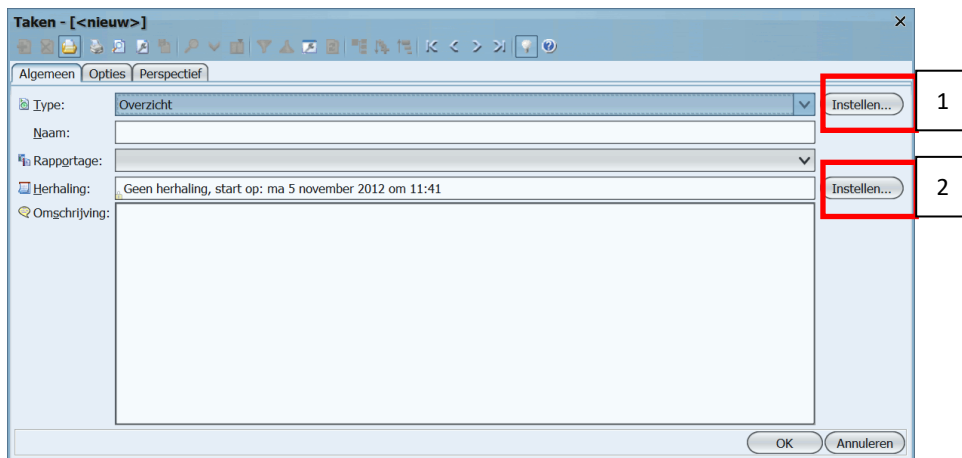 Taken - [<nieuw>]
Algemeen Opties Perspectief
Type: Overzicht Instellen... 1
Naam:
Rapportage:
Herhaling: Geen herhaling, start op: ma 5 november 2012 om 11:41 Instellen... 2
Omschrijving:
OK Annuleren